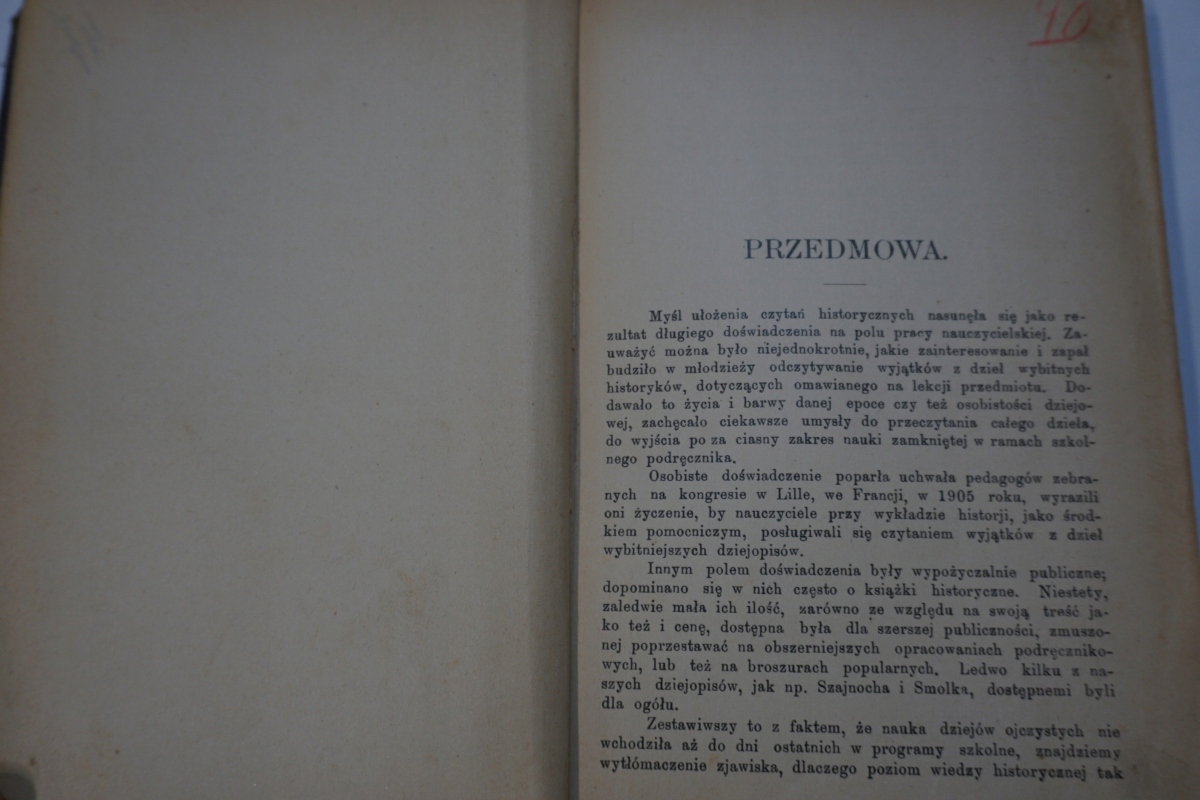 10
PRZEDMOWA.
Myśl ułożenia czytań historycznych nasunęła się jako re-
zultat długiego doświadczenia na polu pracy nauczycielskiej. Za-
uważyć można było niejednokrotnie, jakie zainteresowanie i zapał
budziło w młodzieży odczytywanie wyjątków z dzieł wybitnych
historyków, dotyczących omawianego na lekcji przedmiotu. Do-
dawało to życia i barwy danej epoce czy też osobistości dziejo-
wej, zachęcało ciekawsze umysły do przeczytania całego dzieła,
do wyjścia po za ciasny zakres nauki zamkniętej w ramach szkol-
nego podręcznika.
Osobiste doświadczenie poparła uchwała pedagogów zebra-
nych na kongresie w Lille, we Francji, w 1905 roku, wyrazili
oni życzenie, by nauczyciele przy wykładzie historji, jako środ-
kiem pomocniczym, posługiwali się czytaniem wyjątków z dzieł
wybitniejszych dziejopisów.
Innym polem doświadczenia były wypożyczalnie publiczne;
dopominano się w nich często o książki historyczne. Niestety,
zaledwie mała ich ilość, zarówno ze względu na swoją treść ja-
ko też i cenę, dostępna była dla szerszej publiczności, zmuszo-
nej poprzestawać na obszerniejszych opracowaniach podręczniko-
wych, lub też na broszurach popularnych. Ledwo kilku z na-
szych dziejopisów, jak np. Szajnocha i Smolka, dostępnemi byli
dla ogółu.
Zestawiwszy to z faktem, że nauka dziejów ojczystych nie
wchodziła aż do dni ostatnich w programy szkolne, znajdziemy
wytłómaczenie zjawiska, dlaczego poziom wiedzy historycznej tak